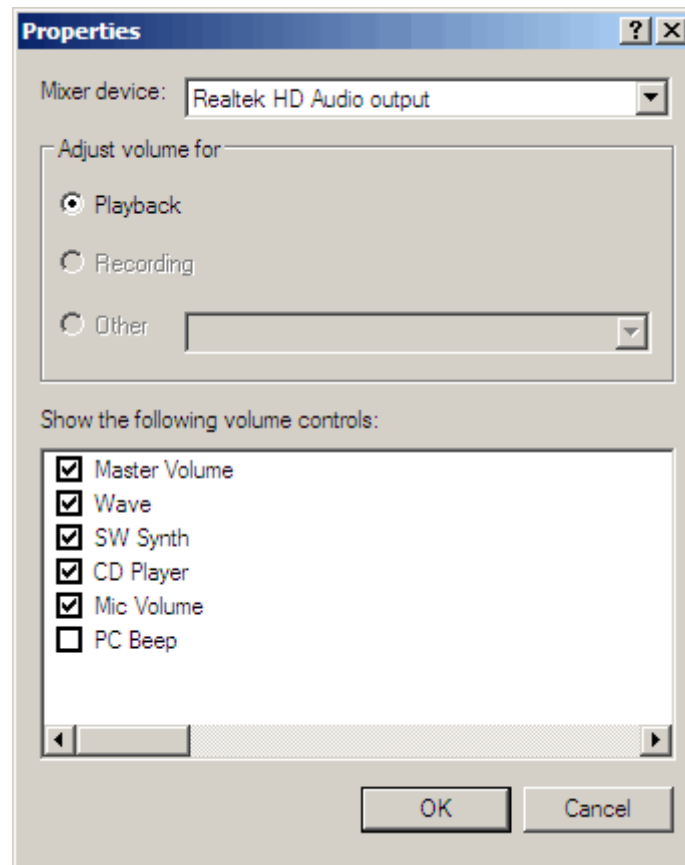 Properties
Mixer device: Realtek HD Audio output
Adjust volume for
Playback
Recording
Other
Show the following volume controls:
Master Volume
Wave
SW Synth
CD Player
Mic Volume
PC Beep
OK Cancel